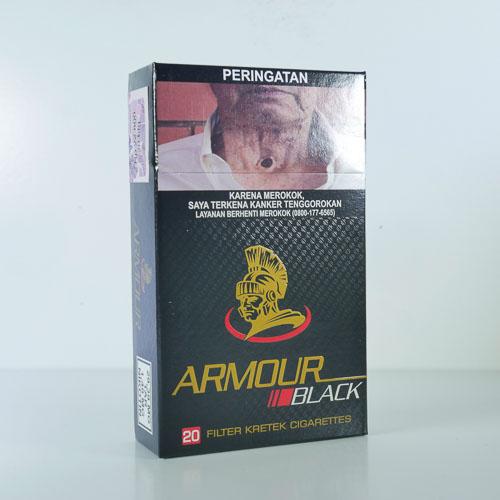 PERINGATAN
KARENA MEROKOK,
SAYA TERKENA KANKER TENGGOROKAN
LAYANAN BERHENTI MEROKOK (0800-177-6565)
ARMOUR
BLACK
20 FILTER KRETEK CIGARETTES
ARMOUR